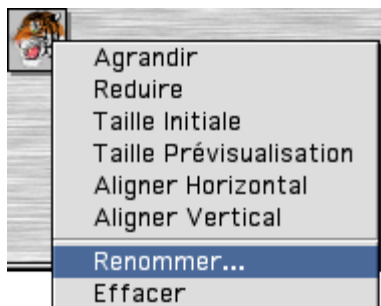 Agrandir
Reduire
Taille Initiale
Taille Prévisualisation
Aligner Horizontal
Aligner Vertical
Renommer...
Effacer